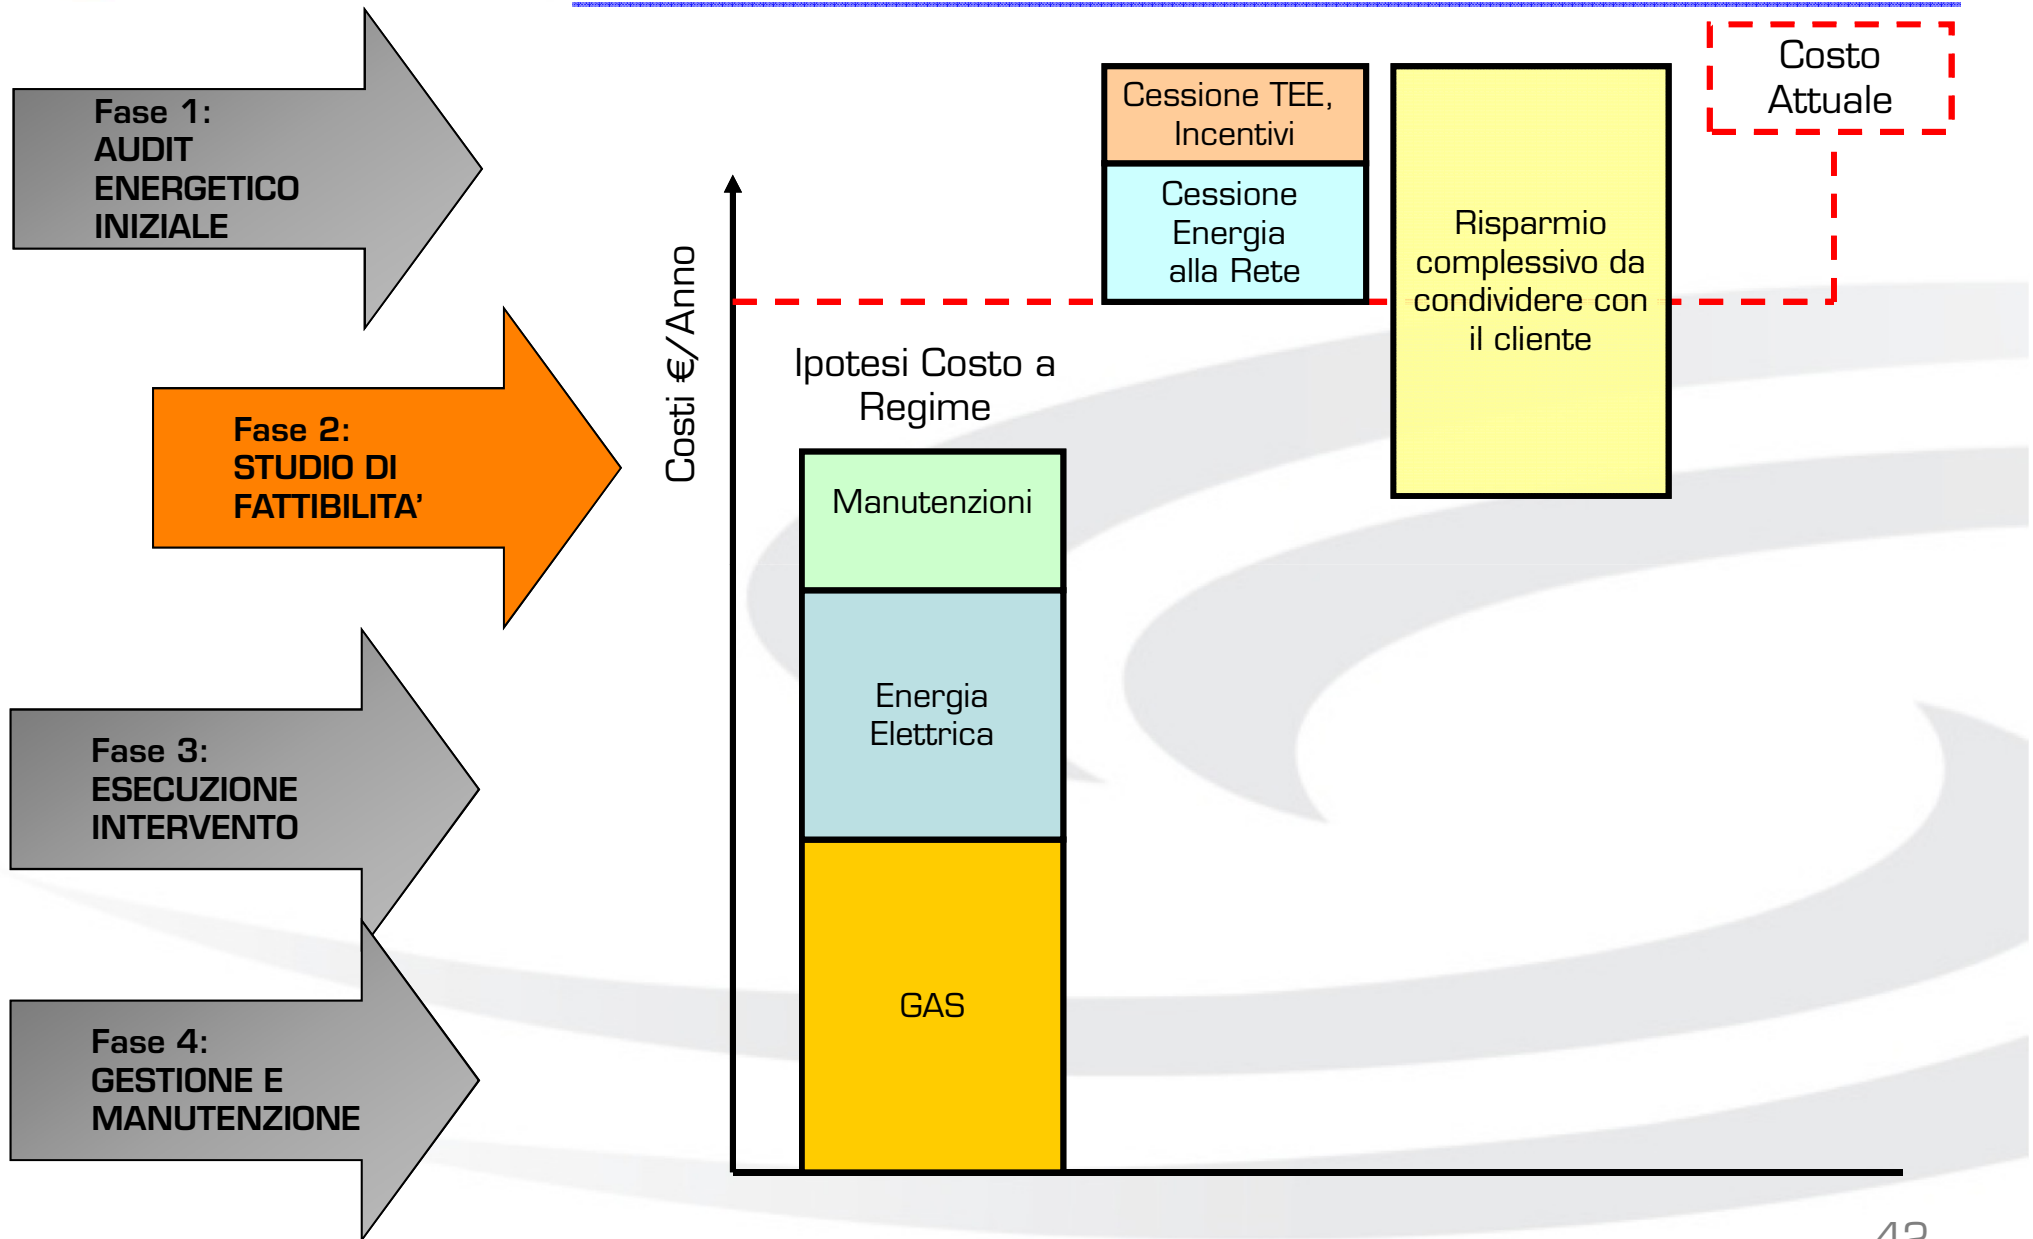 Fase 1:
AUDIT
ENERGETICO
INIZIALE
Fase 2:
STUDIO DI
FATTIBILITA’
Fase 3:
ESECUZIONE
INTERVENTO
Fase 4:
GESTIONE E
MANUTENZIONE
Costi €/Anno
Ipotesi Costo a
Regime
Manutenzioni
Energia
Elettrica
GAS
Cessione TEE,
Incentivi
Cessione
Energia
alla Rete
Risparmio
complessivo da
condividere con
il cliente
Costo
Attuale
42